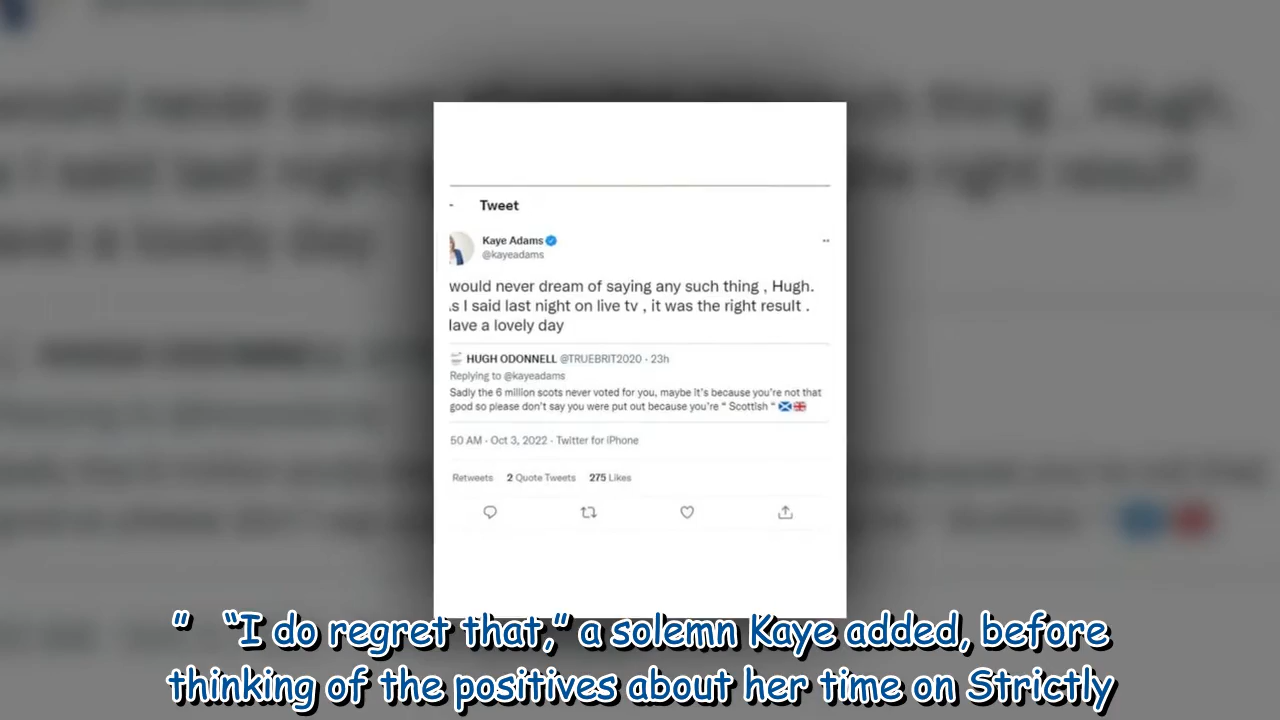 Tweet
Kaye Adams
@kayeadams
would never dream of saying any such thing , Hugh.
s I said last night on live tv , it was the right result .
lave a lovely day
HUGH ODONNELL @TRUEBRIT2020 · 23h
Replying to @kayeadams
Sadly the 6 million scots never voted for you, maybe it's because you're not that
good so please don't say you were put out because you're " Scottish "
50 AM · Oct 3, 2022 · Twitter for iPhone
Retweets 2 Quote Tweets 275 Likes
” “I do regret that,” a solemn Kaye added, before
thinking of the positives about her time on Strictly